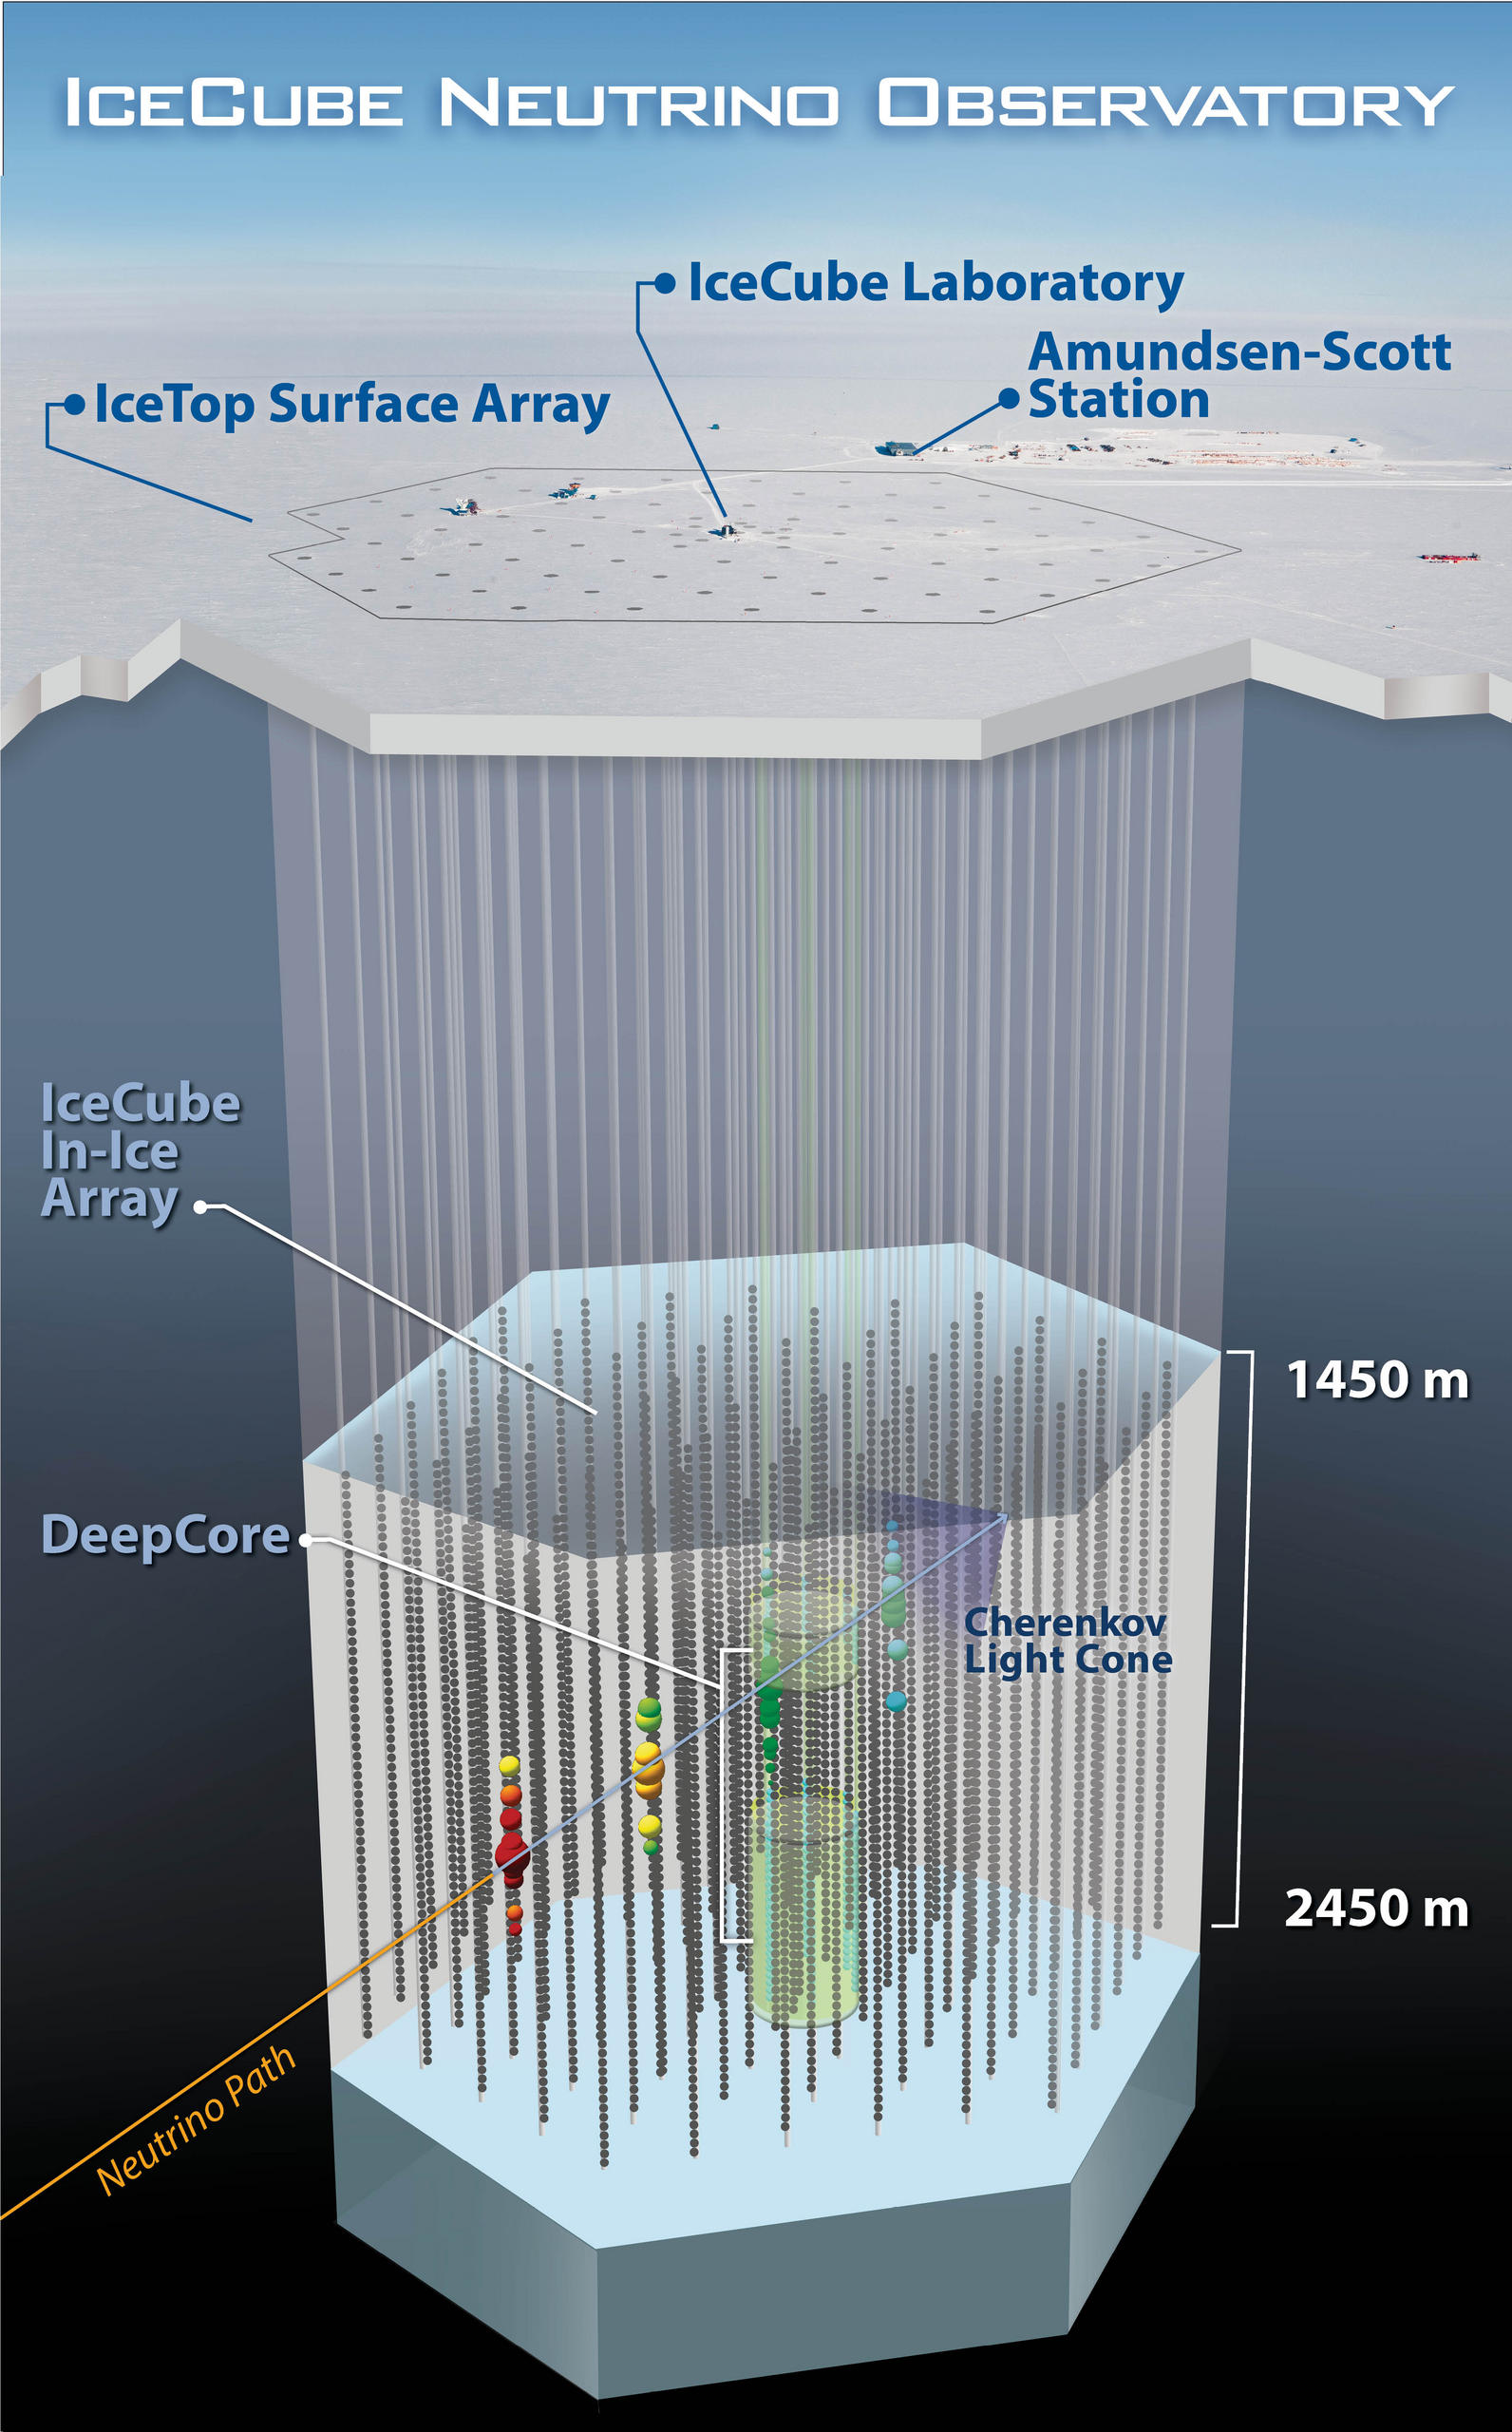 IceCube Neutrino Observatory
IceCube Laboratory
Amundsen-Scott
Station
IceTop Surface Array
IceCube
In-Ice
Array
1450 m
DeepCore
Cherenkov
Light Cone
2450 m
Neutrino Path